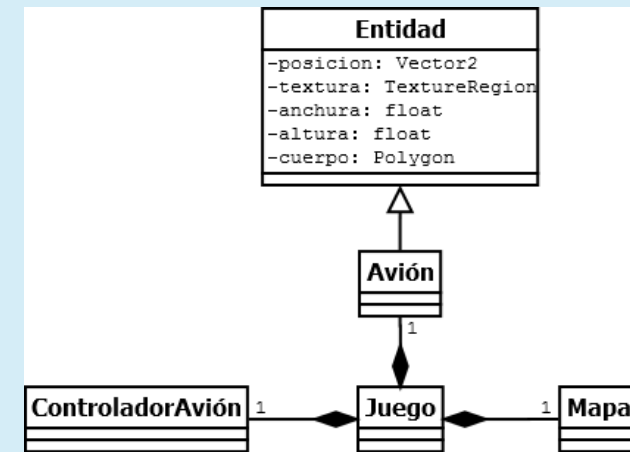 Entidad
-posicion: Vector2
-textura: TextureRegion
-anchura: float
-altura: float
-cuerpo: Polygon
Avión
1
ControladorAvión 1 Juego 1 Mapa